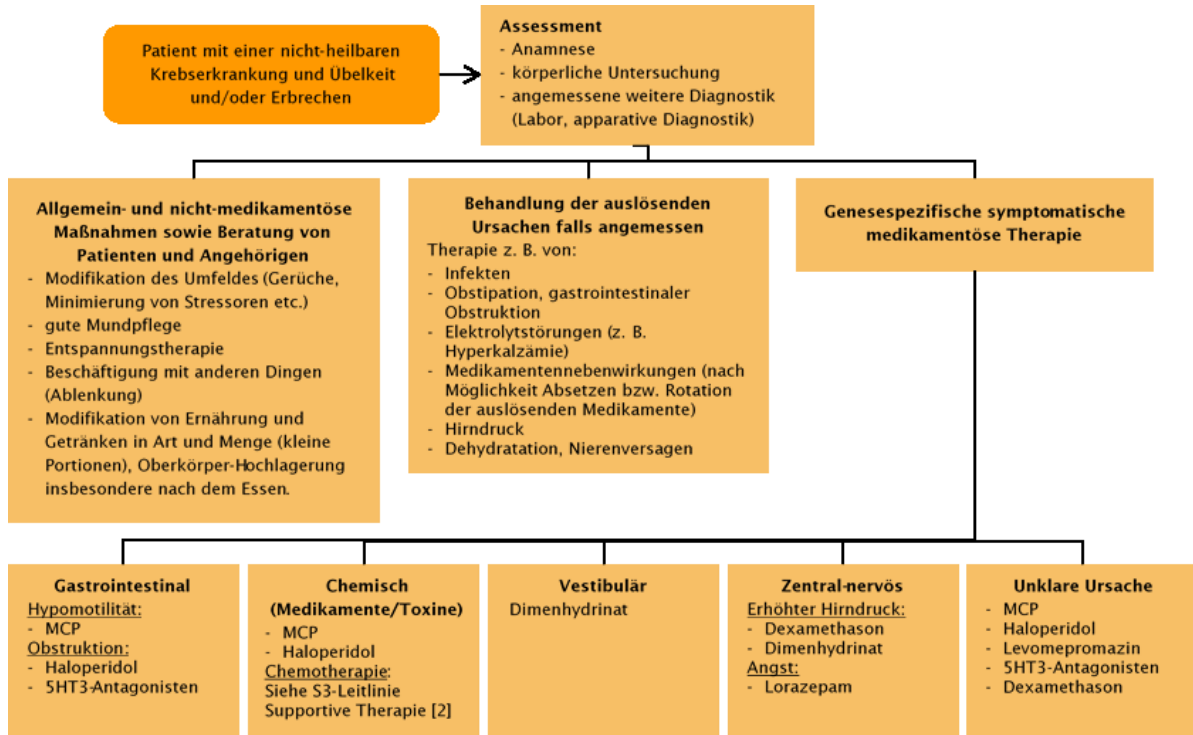 Patient mit einer nicht-heilbaren
Krebserkrankung und Übelkeit
und/oder Erbrechen
Assessment
- Anamnese
- körperliche Untersuchung
- angemessene weitere Diagnostik
(Labor, apparative Diagnostik)
Allgemein- und nicht-medikamentöse
Maßnahmen sowie Beratung von
Patienten und Angehörigen
- Modifikation des Umfeldes (Gerüche,
Minimierung von Stressoren etc.)
- gute Mundpflege
- Entspannungstherapie
- Beschäftigung mit anderen Dingen
(Ablenkung)
- Modifikation von Ernährung und
Getränken in Art und Menge (kleine
Portionen), Oberkörper-Hochlagerung
insbesondere nach dem Essen.
Behandlung der auslösenden
Ursachen falls angemessen
Therapie z. B. von:
- Infekten
- Obstipation, gastrointestinaler
Obstruktion
- Elektrolytstörungen (z. B.
Hyperkalzämie)
- Medikamentennebenwirkungen (nach
Möglichkeit Absetzen bzw. Rotation
der auslösenden Medikamente)
- Hirndruck
- Dehydratation, Nierenversagen
Genesespezifische symptomatische
medikamentöse Therapie
Gastrointestinal
Hypomotilität:
- MCP
Obstruktion:
- Haloperidol
- 5HT3-Antagonisten
Chemisch
(Medikamente/Toxine)
- MCP
- Haloperidol
Chemotherapie:
Siehe S3-Leitlinie
Supportive Therapie [2]
Vestibulär
Dimenhydrinat
Zentral-nervös
Erhöhter Hirndruck:
- Dexamethason
- Dimenhydrinat
Angst:
- Lorazepam
Unklare Ursache
- MCP
- Haloperidol
- Levomepromazin
- 5HT3-Antagonisten
- Dexamethason